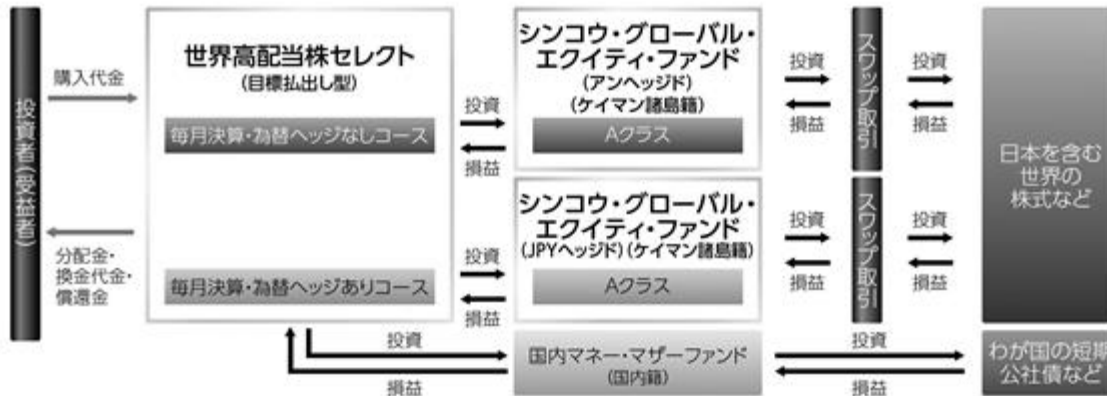 投資者(受益者)
購入代金
分配金・
換金代金・
償還金
世界高配当株セレクト
(目標払出し型)
毎月決算・為替ヘッジなしコース
毎月決算・為替ヘッジありコース
投資
損益
投資
損益
シンコウ・グローバル・
エクイティ・ファンド
(アンヘッジド)
(ケイマン諸島籍)
Aクラス
シンコウ・グローバル・
エクイティ・ファンド
(JPYヘッジド)(ケイマン諸島籍)
Aクラス
投資
損益
スワップ取引
投資
損益
投資
損益
スワップ取引
投資
損益
日本を含む
世界の
株式など
投資
損益
国内マネー・マザーファンド
(国内籍)
投資
損益
わが国の短期
公社債など